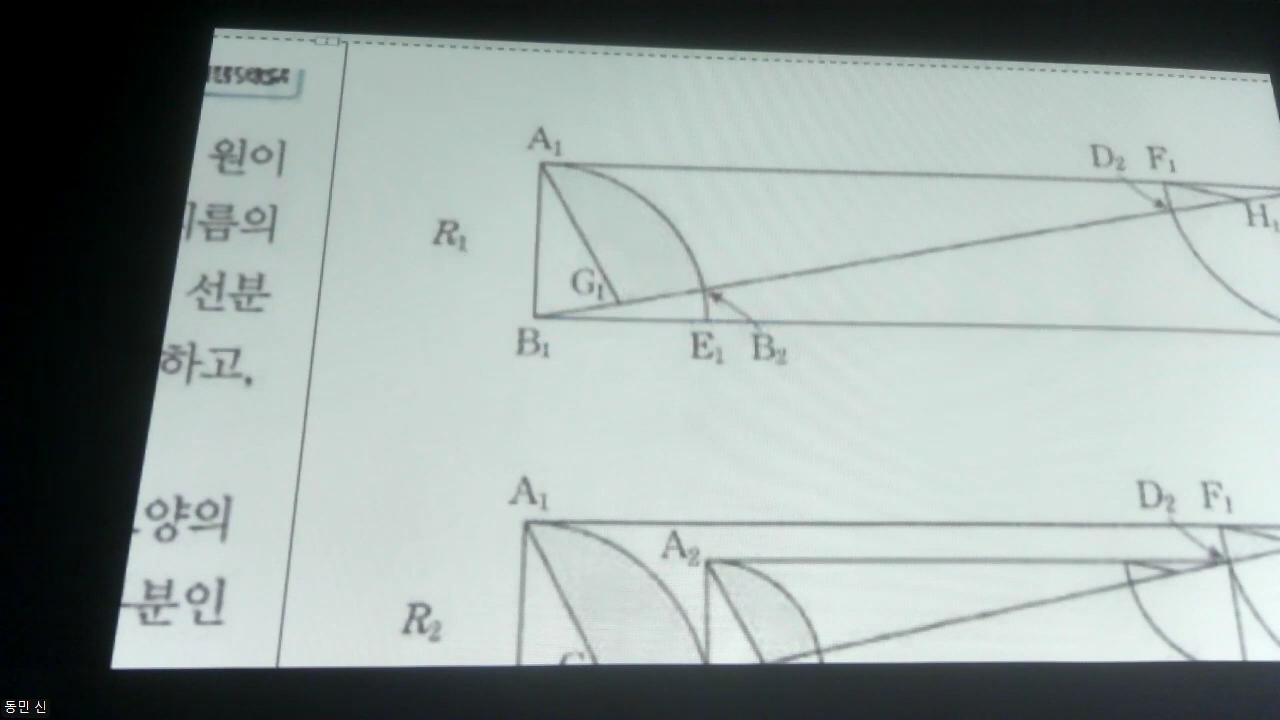 원이
름의
선분
하고,
양의
분인
A₁
D₂ F₁
H₁
R₁
G₁
B₁ E₁ B₂
A₁
D₂ F₁
A₂
R₂
동민 신